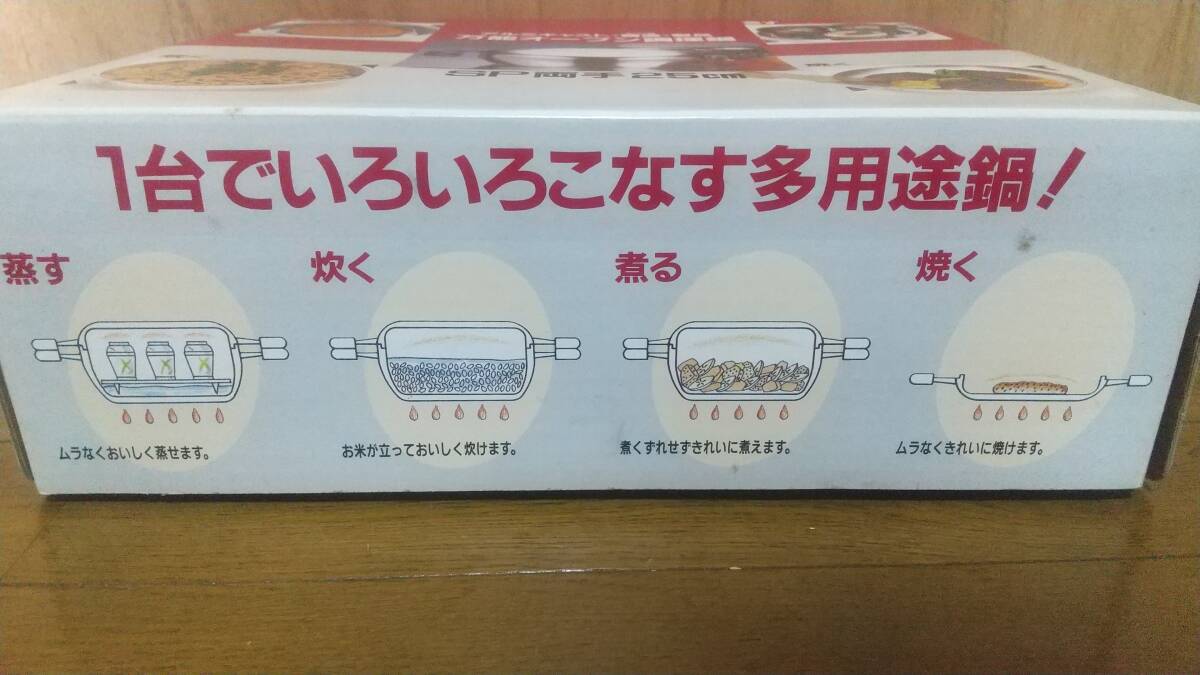 SP両手25cm
1台でいろいろこなす多用途鍋!
蒸す
ムラなくおいしく蒸せます。
炊く
お米が立っておいしく炊けます。
煮る
煮くずれせずきれいに煮えます。
焼く
ムラなくきれいに焼けます。